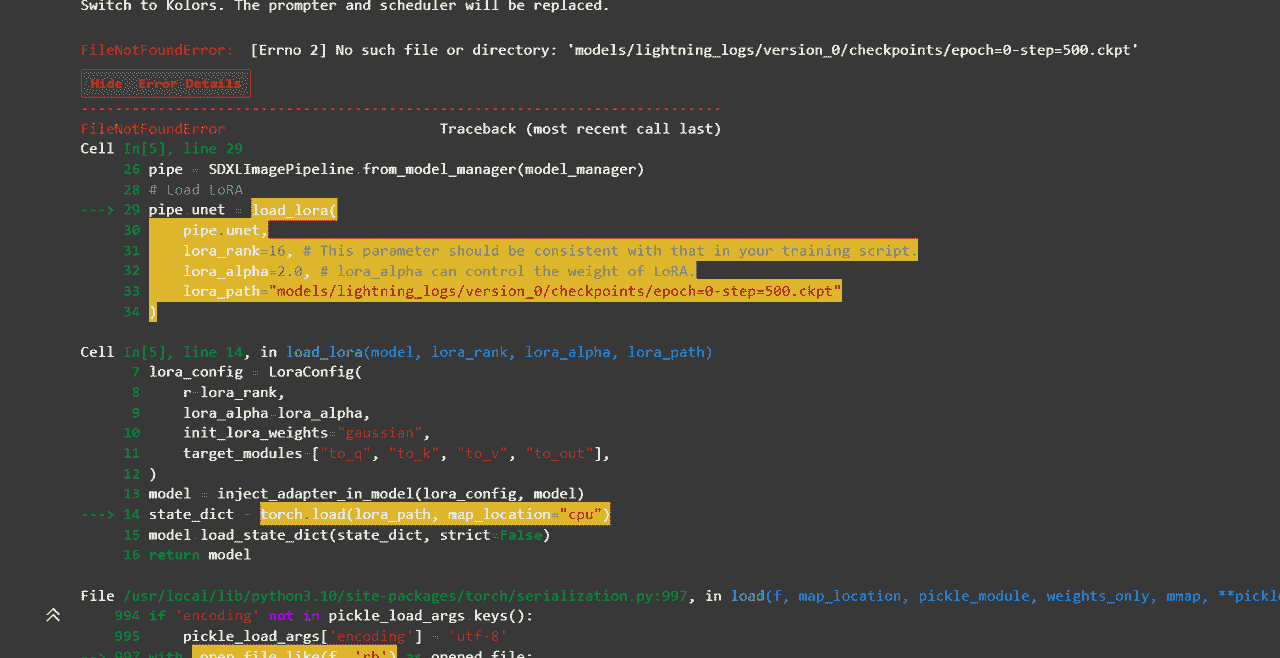 Switch to Kolors. The prompter and scheduler will be replaced.
FileNotFoundError: [Errno 2] No such file or directory: 'models/lightning_logs/version_0/checkpoints/epoch=0-step=500.ckpt'
Hide Error Details
---------------------------------------------------------------------------
FileNotFoundError Traceback (most recent call last)
Cell In[5], line 29
26 pipe = SDXLImagePipeline.from_model_manager(model_manager)
28 # Load LoRA
---> 29 pipe.unet = load_lora(
30 pipe.unet,
31 lora_rank=16, # This parameter should be consistent with that in your training script.
32 lora_alpha=2.0, # lora_alpha can control the weight of LoRA.
33 lora_path="models/lightning_logs/version_0/checkpoints/epoch=0-step=500.ckpt"
34 )
Cell In[5], line 14, in load_lora(model, lora_rank, lora_alpha, lora_path)
7 lora_config = LoraConfig(
8 r=lora_rank,
9 lora_alpha=lora_alpha,
10 init_lora_weights="gaussian",
11 target_modules=["to_q", "to_k", "to_v", "to_out"],
12 )
13 model = inject_adapter_in_model(lora_config, model)
---> 14 state_dict = torch.load(lora_path, map_location="cpu")
15 model.load_state_dict(state_dict, strict=False)
16 return model
File /usr/local/lib/python3.10/site-packages/torch/serialization.py:997, in load(f, map_location, pickle_module, weights_only, mmap, **pickl
994 if 'encoding' not in pickle_load_args.keys():
995 pickle_load_args['encoding'] = 'utf-8'
--> 997 with _open_file_like(f, 'rb') as opened_file: